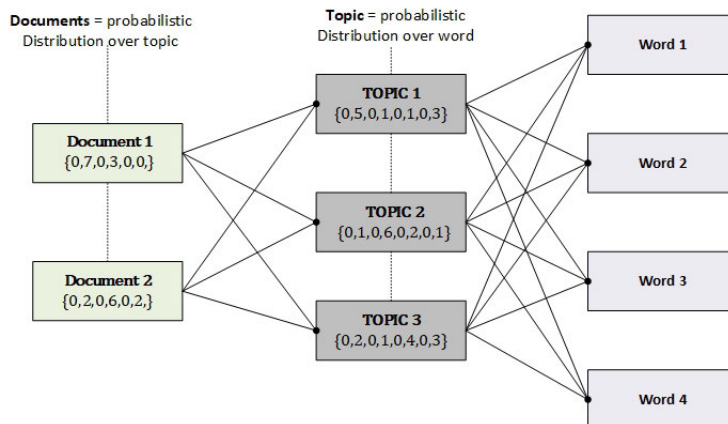 Documents = probabilistic
Distribution over topic
Topic = probabilistic
Distribution over word
Document 1
{0,7,0,3,0,0,}
Document 2
{0,2,0,6,0,2,}
TOPIC 1
{0,5,0,1,0,1,0,3}
TOPIC 2
{0,1,0,6,0,2,0,1}
TOPIC 3
{0,2,0,1,0,4,0,3}
Word 1
Word 2
Word 3
Word 4